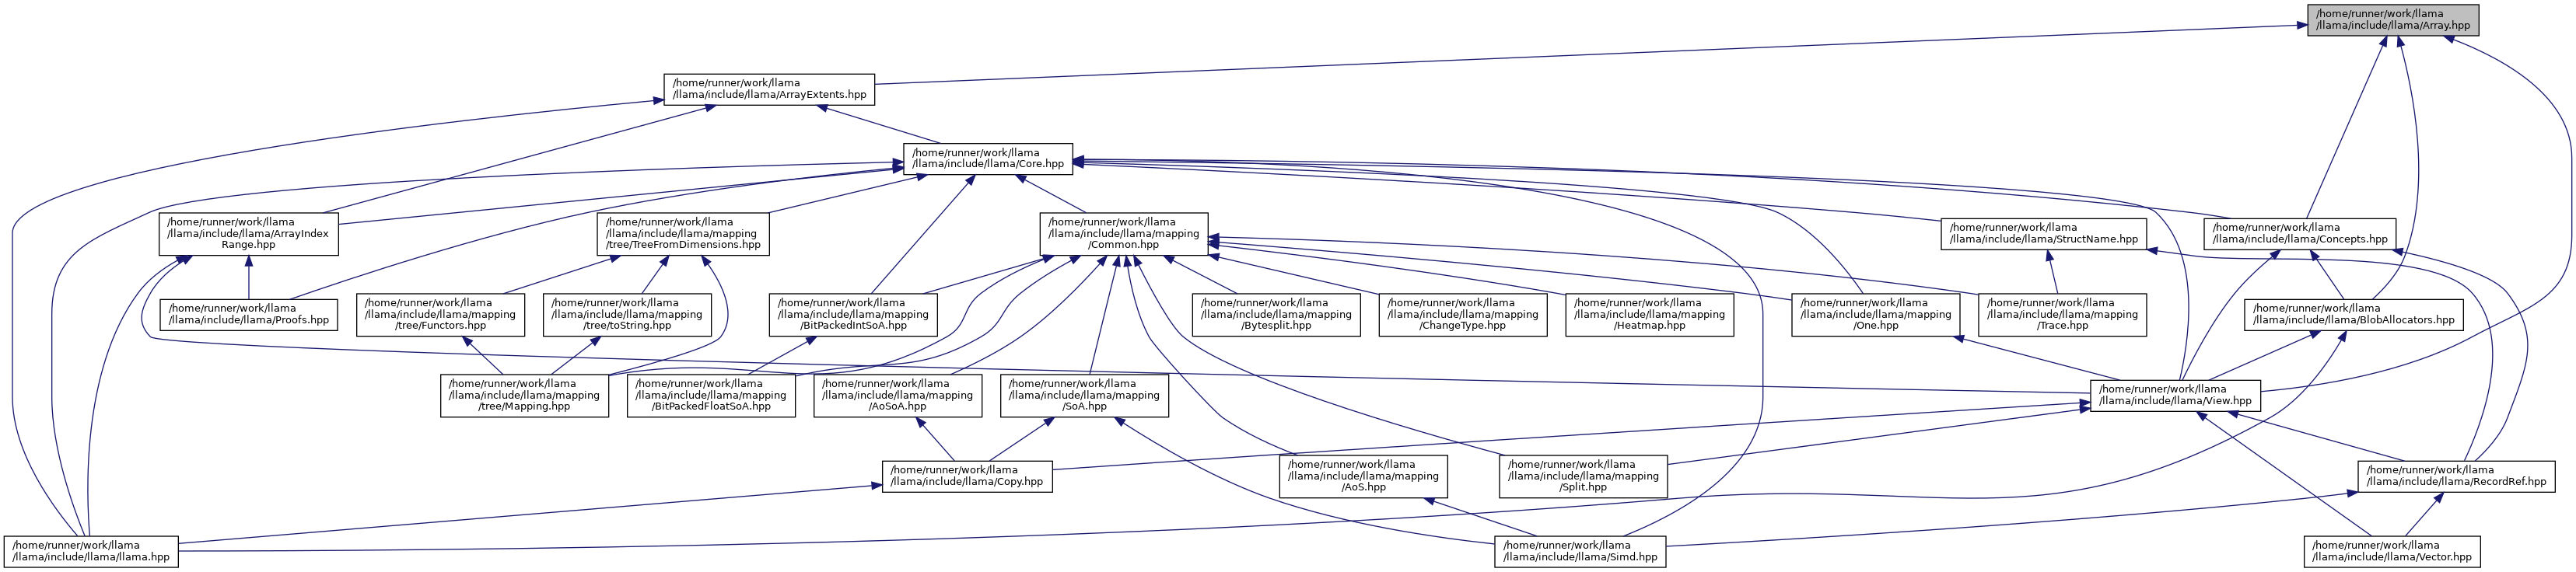 /home/runner/work/llama
/llama/include/llama/Array.hpp
/home/runner/work/llama
/llama/include/llama/ArrayExtents.hpp
/home/runner/work/llama
/llama/include/llama/Core.hpp
/home/runner/work/llama
/llama/include/llama/ArrayIndex
Range.hpp
/home/runner/work/llama
/llama/include/llama/mapping
/tree/TreeFromDimensions.hpp
/home/runner/work/llama
/llama/include/llama/mapping
/Common.hpp
/home/runner/work/llama
/llama/include/llama/StructName.hpp
/home/runner/work/llama
/llama/include/llama/Concepts.hpp
/home/runner/work/llama
/llama/include/llama/Proofs.hpp
/home/runner/work/llama
/llama/include/llama/mapping
/tree/Functors.hpp
/home/runner/work/llama
/llama/include/llama/mapping
/tree/toString.hpp
/home/runner/work/llama
/llama/include/llama/mapping
/BitPackedIntSoA.hpp
/home/runner/work/llama
/llama/include/llama/mapping
/Bytesplit.hpp
/home/runner/work/llama
/llama/include/llama/mapping
/ChangeType.hpp
/home/runner/work/llama
/llama/include/llama/mapping
/Heatmap.hpp
/home/runner/work/llama
/llama/include/llama/mapping
/One.hpp
/home/runner/work/llama
/llama/include/llama/mapping
/Trace.hpp
/home/runner/work/llama
/llama/include/llama/BlobAllocators.hpp
/home/runner/work/llama
/llama/include/llama/mapping
/tree/Mapping.hpp
/home/runner/work/llama
/llama/include/llama/mapping
/BitPackedFloatSoA.hpp
/home/runner/work/llama
/llama/include/llama/mapping
/AoSoA.hpp
/home/runner/work/llama
/llama/include/llama/mapping
/SoA.hpp
/home/runner/work/llama
/llama/include/llama/View.hpp
/home/runner/work/llama
/llama/include/llama/Copy.hpp
/home/runner/work/llama
/llama/include/llama/mapping
/AoS.hpp
/home/runner/work/llama
/llama/include/llama/mapping
/Split.hpp
/home/runner/work/llama
/llama/include/llama/RecordRef.hpp
/home/runner/work/llama
/llama/include/llama/llama.hpp
/home/runner/work/llama
/llama/include/llama/Simd.hpp
/home/runner/work/llama
/llama/include/llama/Vector.hpp